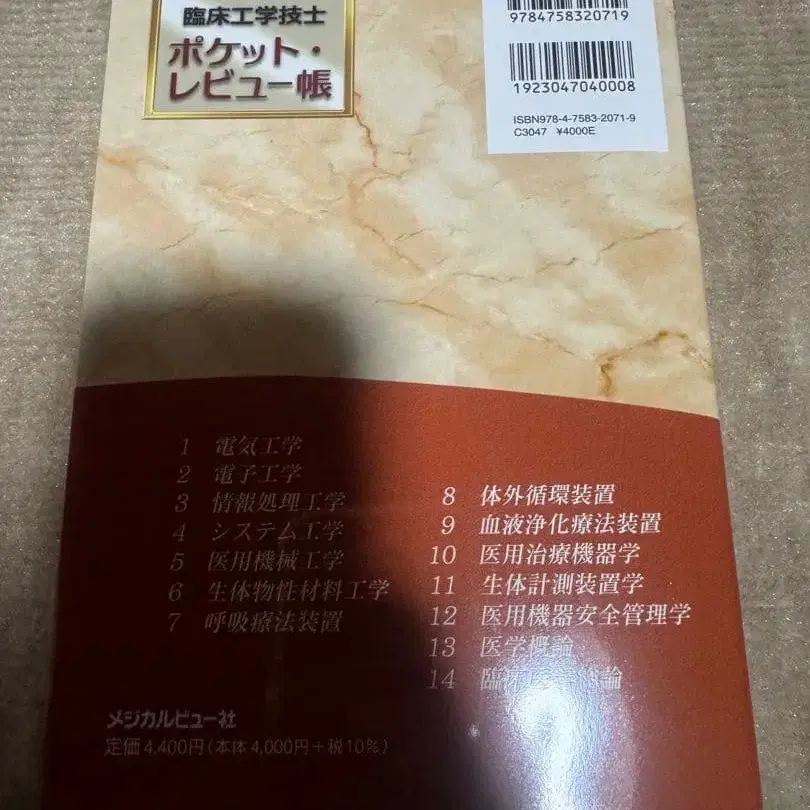 臨床工学技士
ポケット・
レビュー帳
9784758320719
1923047040008
ISBN978-4-7583-2071-9
C3047 ¥4000E
1 電気工学
2 電子工学
3 情報処理工学
4 システム工学
5 医用機械工学
6 生体物性材料工学
7 呼吸療法装置
8 体外循環装置
9 血液浄化療法装置
10 医用治療機器学
11 生体計測装置学
12 医用機器安全管理学
13 医学概論
14 臨床
メジカルビュー社
定価4,400円(本体4,000円+税10%)